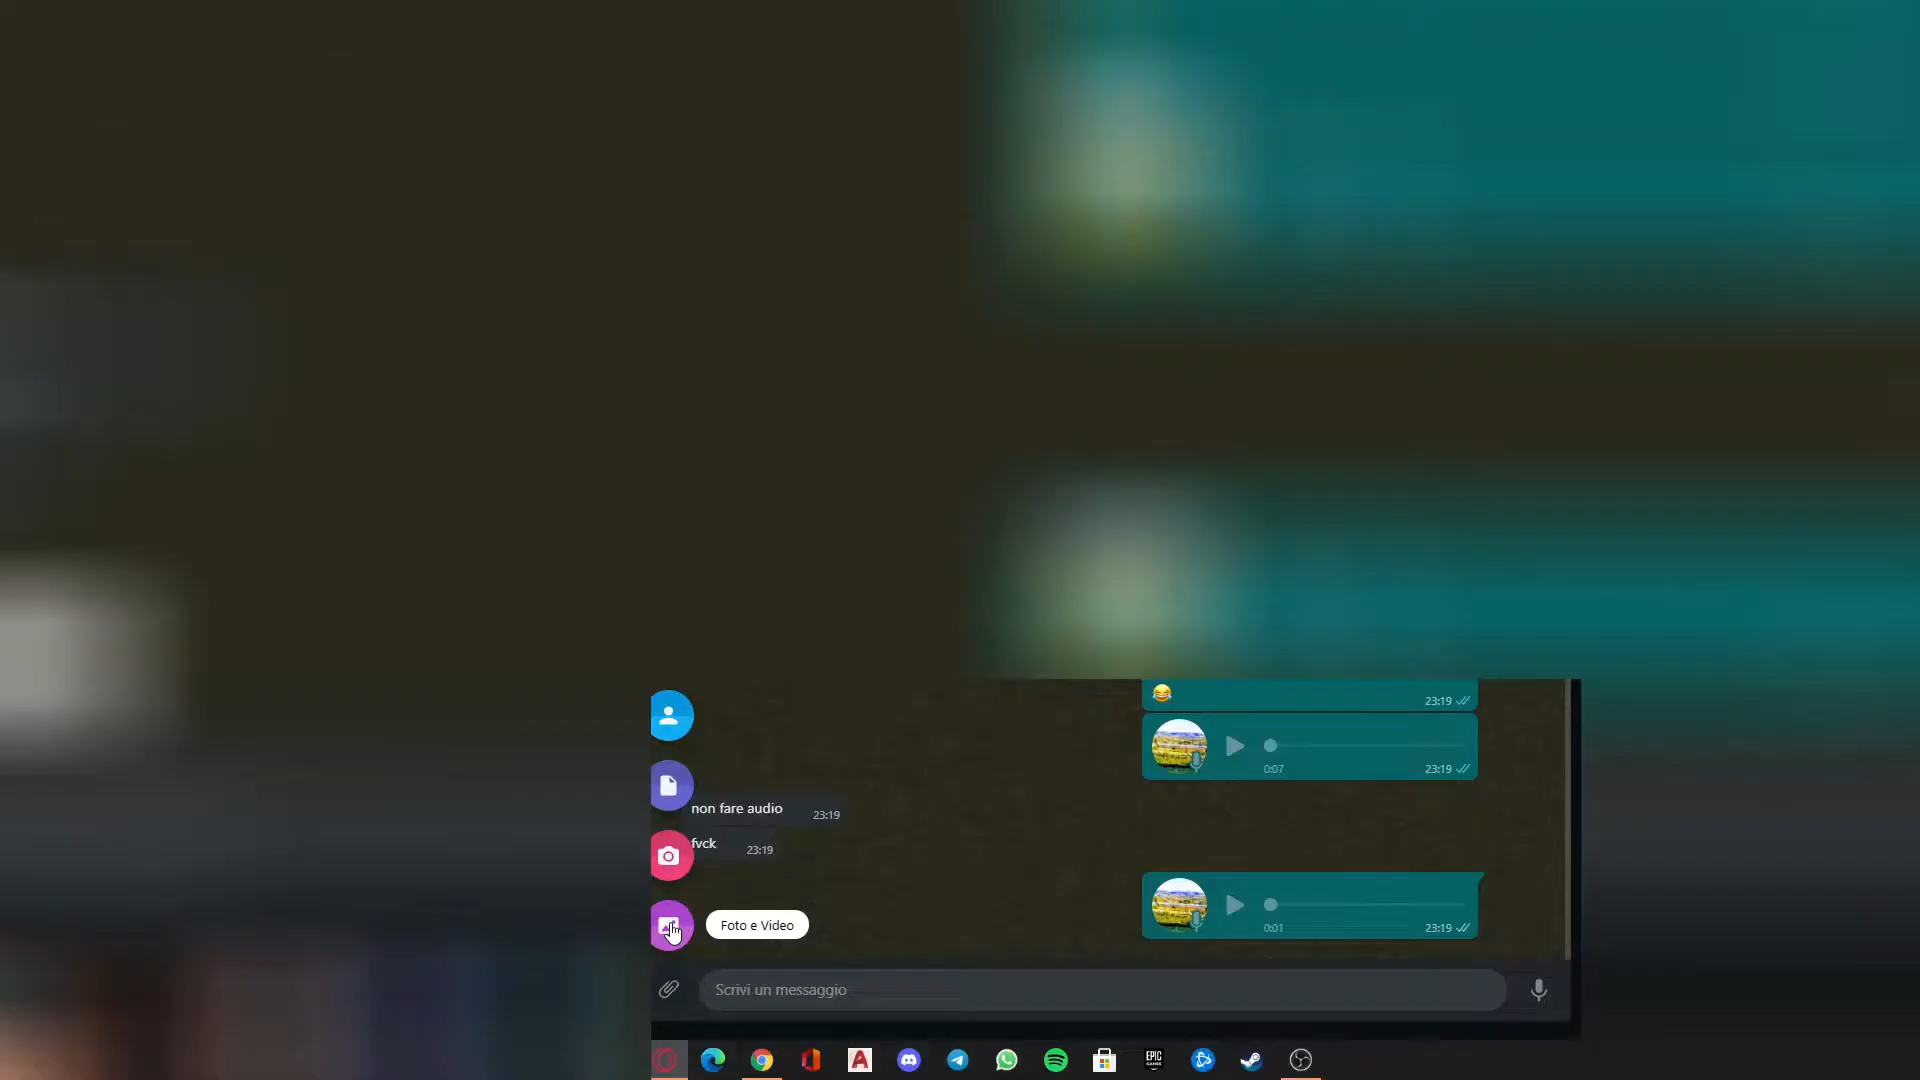 23:19
0:07 23:19
non fare audio 23:19
fvck 23:19
Foto e Video
0:01 23:19
Scrivi un messaggio
EPIC
GAMES